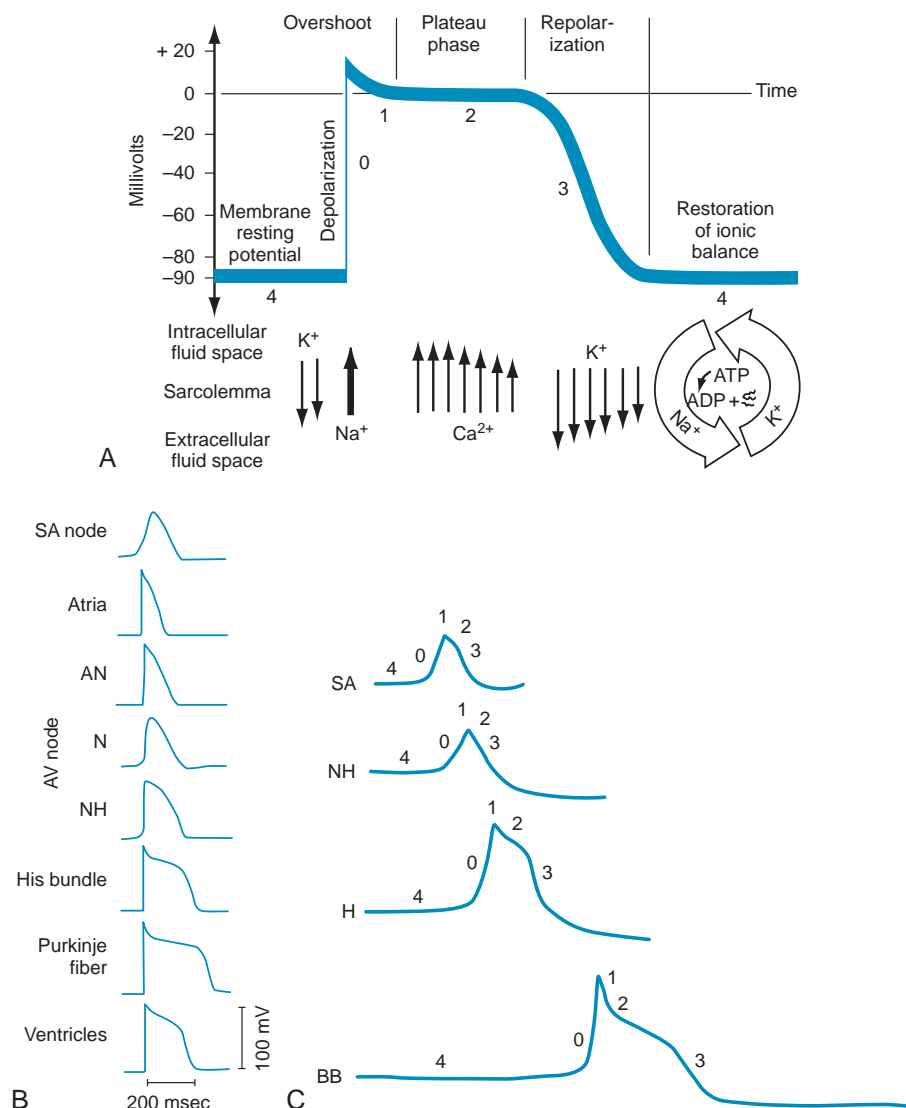 Overshoot
Plateau
phase
Repolar-
ization
+ 20
0
–20
–40
–60
–80
–90
Millivolts
Time
Depolarization
1
2
0
3
Membrane
resting
potential
4
Restoration
of ionic
balance
4
Intracellular
fluid space
Sarcolemma
Extracellular
fluid space
K+
Na+
Ca2+
K+
ATP
ADP +
Na+
K+
A
SA node
Atria
AN
N
NH
AV node
His bundle
Purkinje
fiber
Ventricles
100 mV
200 msec
B
1
2
0
3
4
SA
1
2
0
3
4
NH
1
2
0
3
4
H
1
2
0
3
4
BB
C